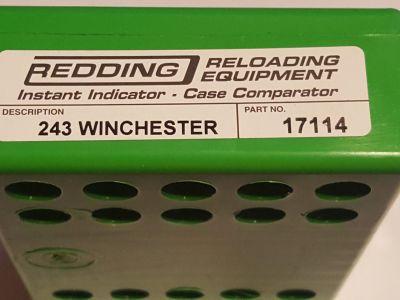 REDDING RELOADING EQUIPMENT
Instant Indicator - Case Comparator
DESCRIPTION PART NO.
243 WINCHESTER 17114